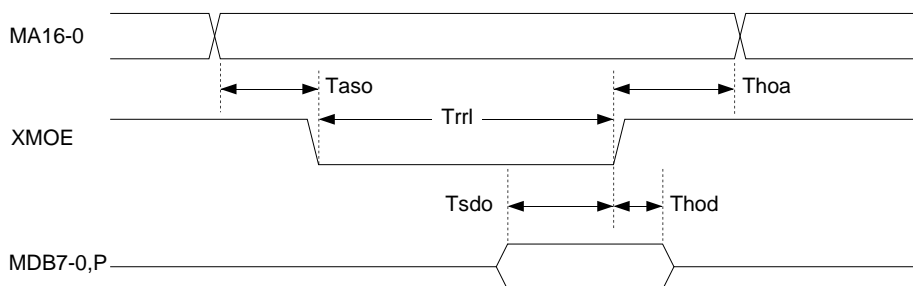 MA16-0
Taso
Thoa
Trrl
XMOE
Tsdo
Thod
MDB7-0,P